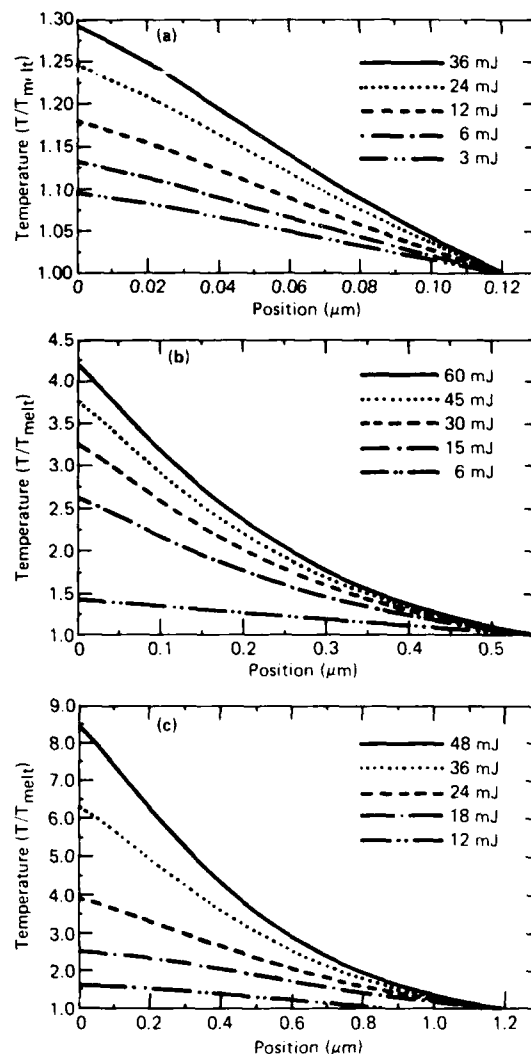 (a)
1.30
1.25
1.20
1.15
1.10
1.05
1.00
Temperature (T/Tmelt)
36 mJ
24 mJ
12 mJ
6 mJ
3 mJ
0 0.02 0.04 0.06 0.08 0.10 0.12
Position (μm)
(b)
4.5
4.0
3.5
3.0
2.5
2.0
1.5
1.0
Temperature (T/Tmelt)
60 mJ
45 mJ
30 mJ
15 mJ
6 mJ
0 0.1 0.2 0.3 0.4 0.5
Position (μm)
(c)
9.0
8.0
7.0
6.0
5.0
4.0
3.0
2.0
1.0
Temperature (T/Tmelt)
48 mJ
36 mJ
24 mJ
18 mJ
12 mJ
0 0.2 0.4 0.6 0.8 1.0 1.2
Position (μm)